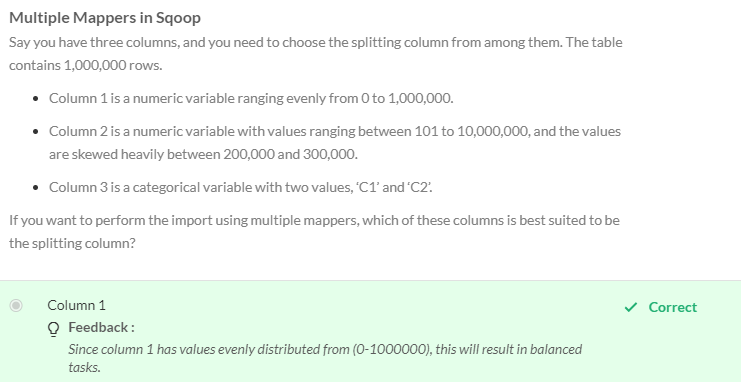 Multiple Mappers in Sqoop
Say you have three columns, and you need to choose the splitting column from among them. The table
contains 1,000,000 rows.
• Column 1 is a numeric variable ranging evenly from 0 to 1,000,000.
• Column 2 is a numeric variable with values ranging between 101 to 10,000,000, and the values
are skewed heavily between 200,000 and 300,000.
• Column 3 is a categorical variable with two values, ‘C1’ and ‘C2’.
If you want to perform the import using multiple mappers, which of these columns is best suited to be
the splitting column?
Column 1
✓ Correct
Feedback :
Since column 1 has values evenly distributed from (0-1000000), this will result in balanced
tasks.